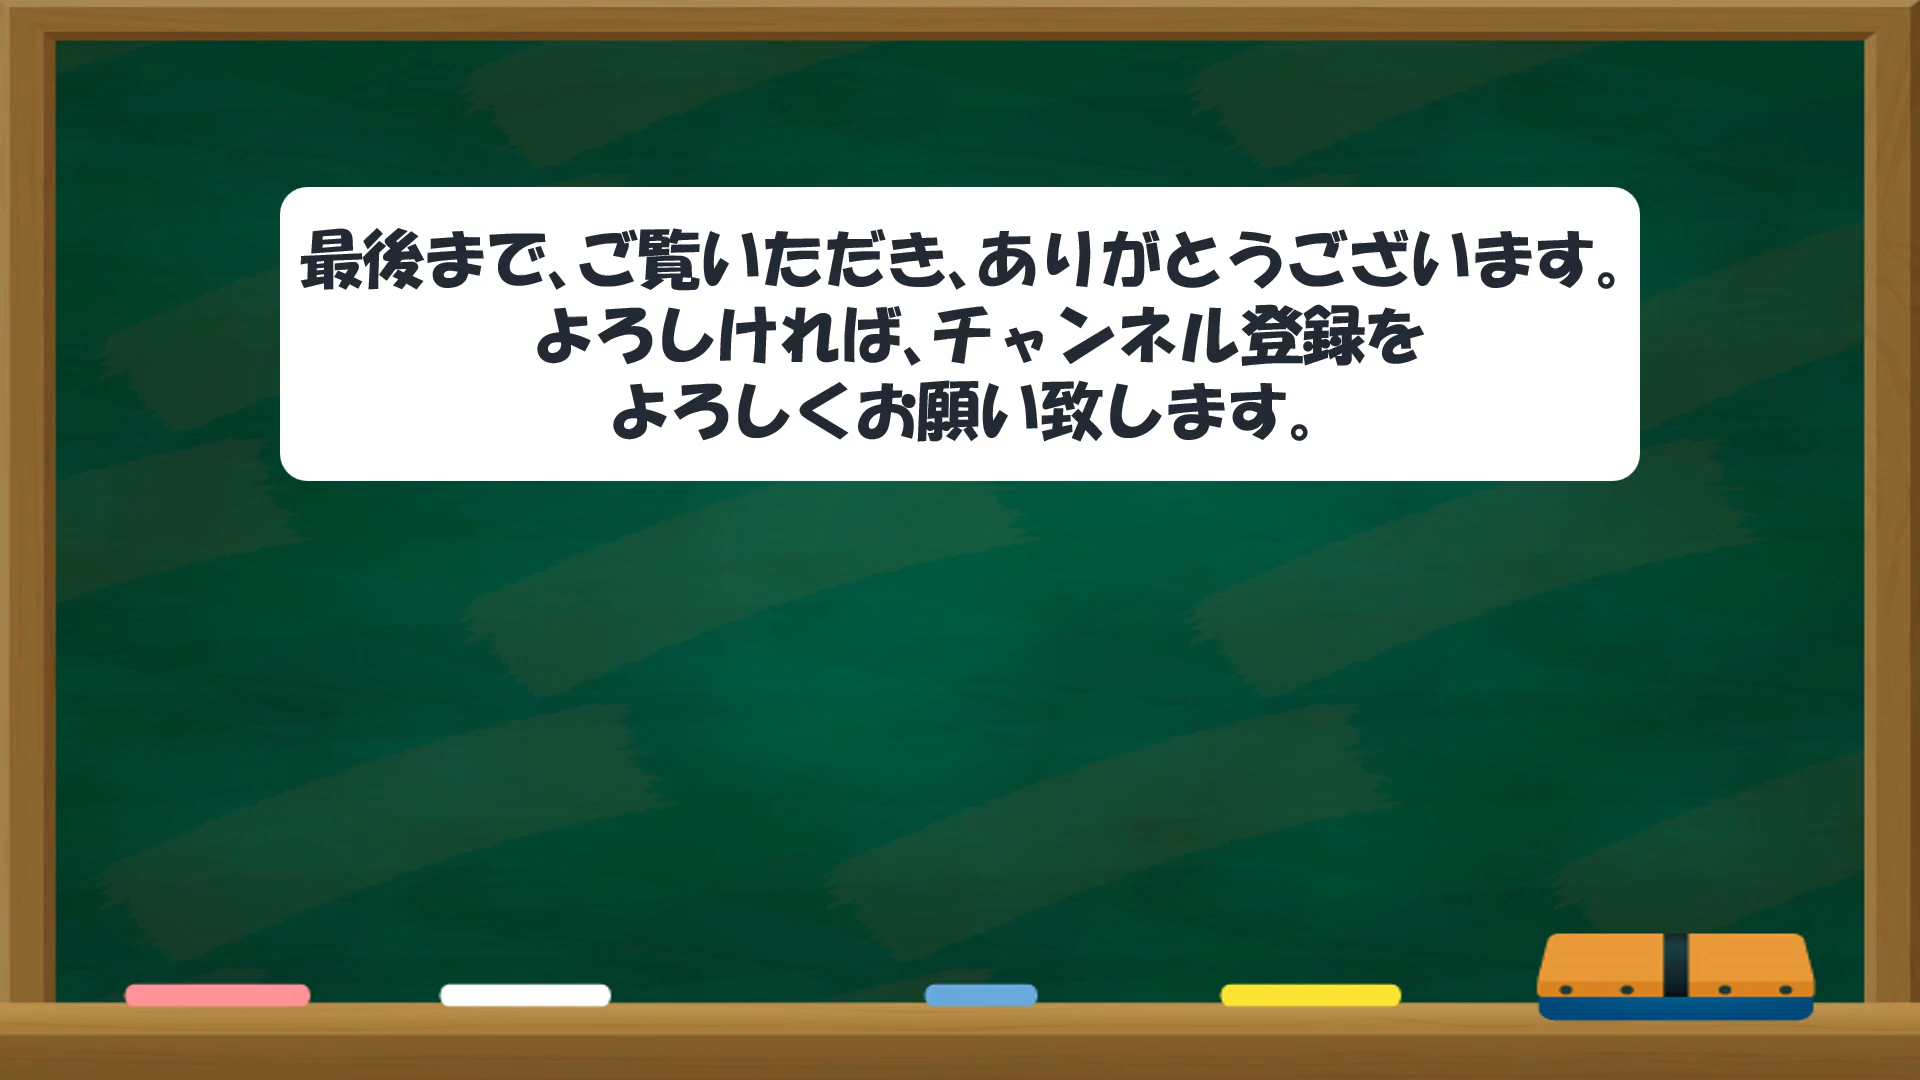 最後まで、ご覧いただき、ありがとうございます。
よろしければ、チャンネル登録を
よろしくお願い致します。